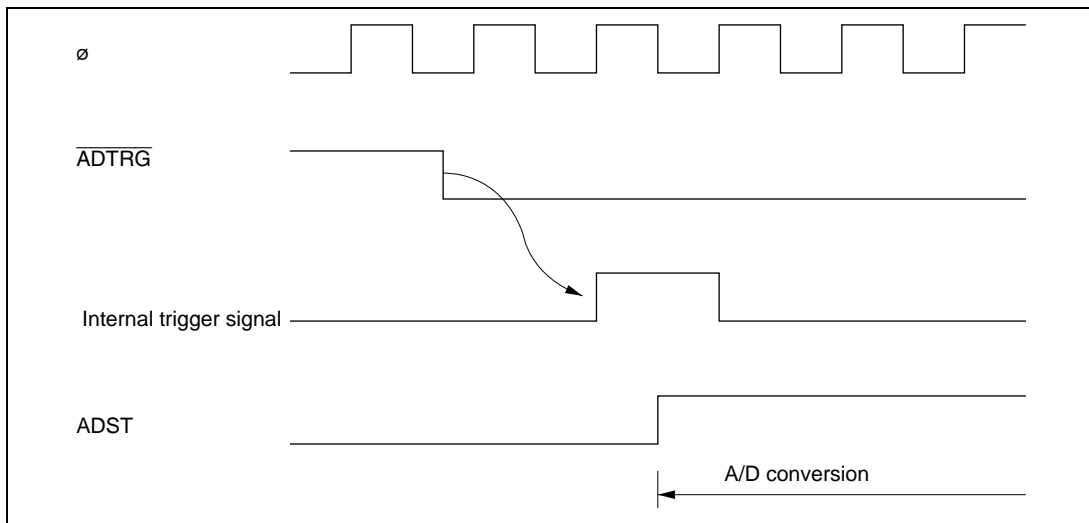 ø
ADTRG
Internal trigger signal
ADST
A/D conversion